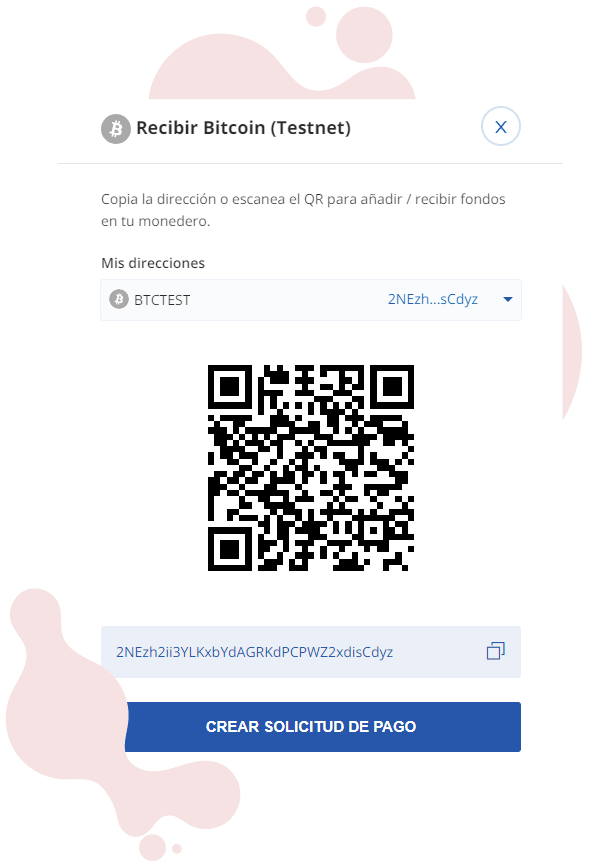 Recibir Bitcoin (Testnet)
X
Copia la dirección o escanea el QR para añadir / recibir fondos
en tu monedero.
Mis direcciones
BTCTEST 2NEzh...sCdyz
2NEzh2ii3YLKxbYdAGRKdPCPWZ2xdisCdyz
CREAR SOLICITUD DE PAGO